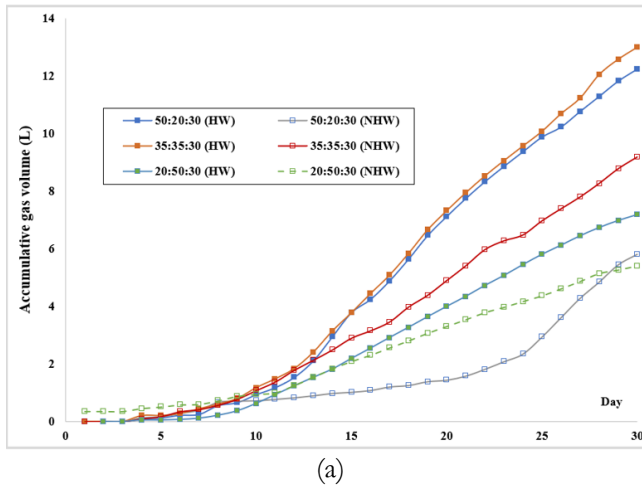 14
12
10
8
6
4
2
0
Accumulative gas volume (L)
50:20:30 (HW) 50:20:30 (NHW)
35:35:30 (HW) 35:35:30 (NHW)
20:50:30 (HW) 20:50:30 (NHW)
Day
0 5 10 15 20 25 30
(a)